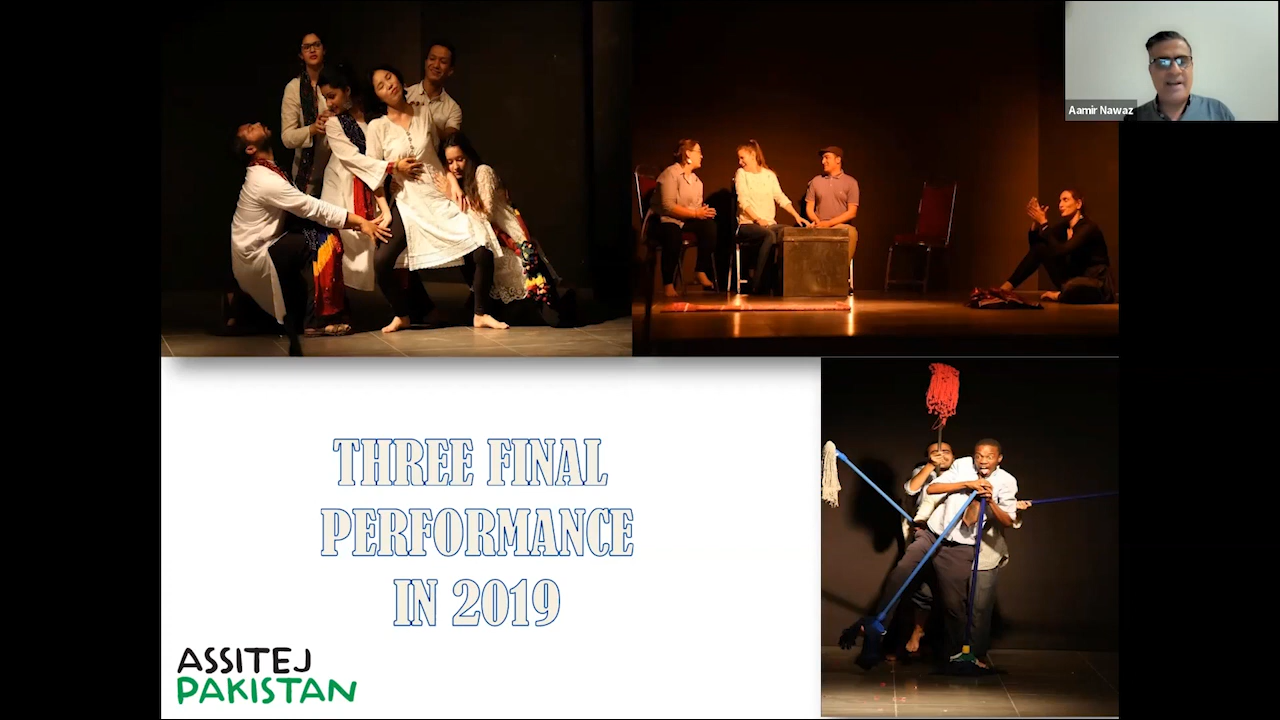 Aamir Nawaz
THREE FINAL
PERFORMANCE
IN 2019
ASSITEJ
PAKISTAN